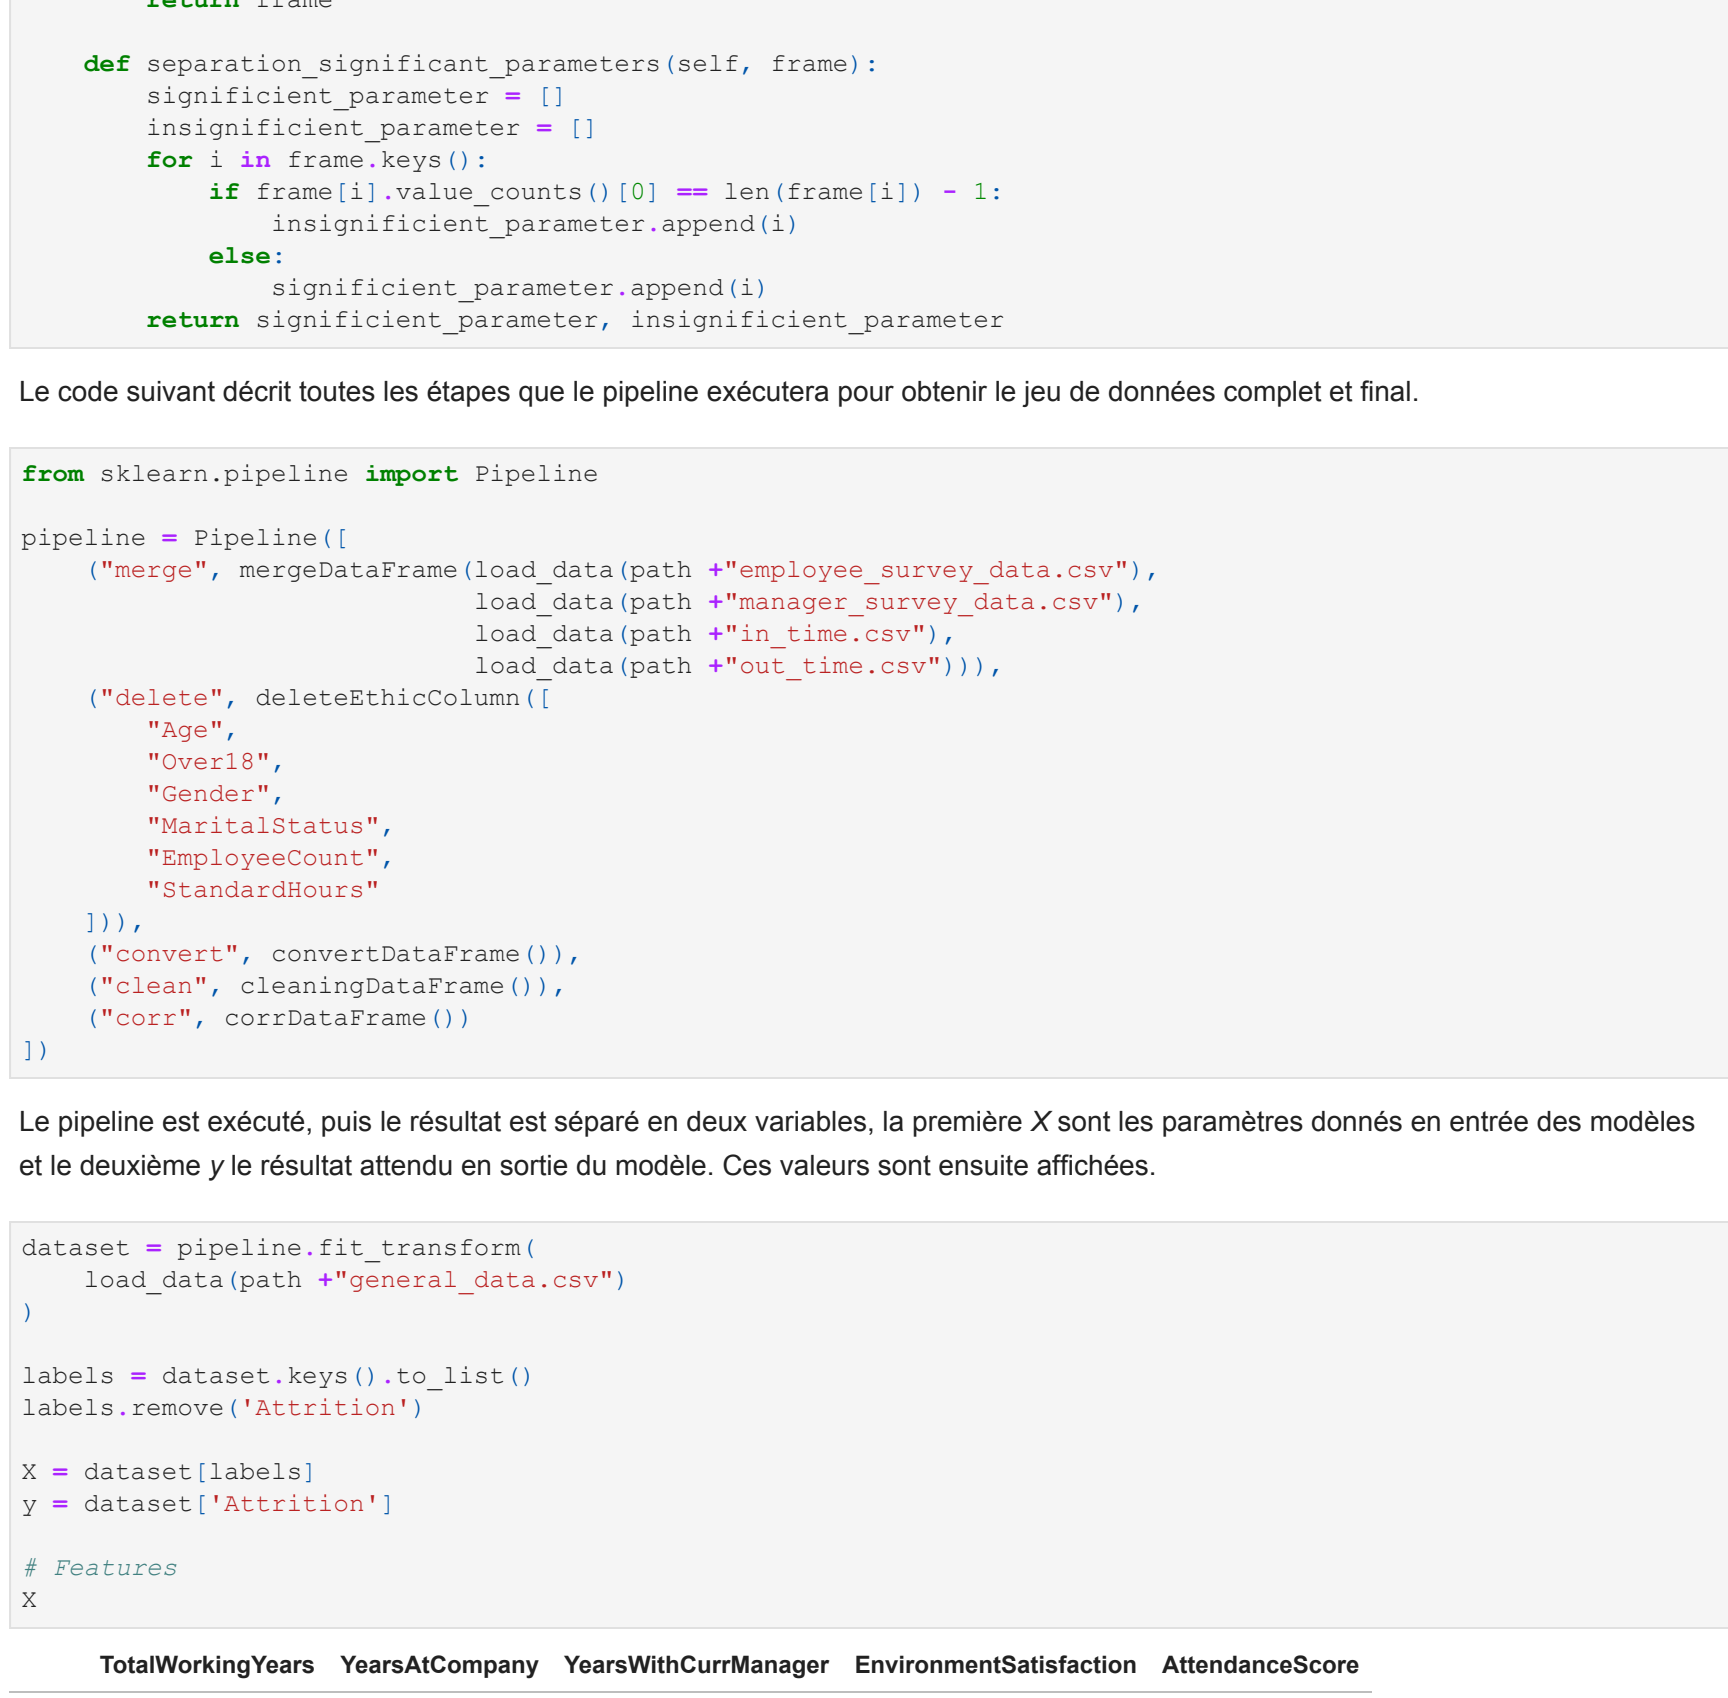 return frame
def separation_significant_parameters(self, frame):
significient_parameter = []
insignificient_parameter = []
for i in frame.keys():
if frame[i].value_counts()[0] == len(frame[i]) - 1:
insignificient_parameter.append(i)
else:
significient_parameter.append(i)
return significient_parameter, insignificient_parameter
Le code suivant décrit toutes les étapes que le pipeline exécutera pour obtenir le jeu de données complet et final.
from sklearn.pipeline import Pipeline
pipeline = Pipeline([
("merge", mergeDataFrame(load_data(path +"employee_survey_data.csv"),
load_data(path +"manager_survey_data.csv"),
load_data(path +"in_time.csv"),
load_data(path +"out_time.csv"))),
("delete", deleteEthicColumn([
"Age",
"Over18",
"Gender",
"MaritalStatus",
"EmployeeCount",
"StandardHours"
])),
("convert", convertDataFrame()),
("clean", cleaningDataFrame()),
("corr", corrDataFrame())
])
Le pipeline est exécuté, puis le résultat est séparé en deux variables, la première X sont les paramètres donnés en entrée des modèles
et le deuxième y le résultat attendu en sortie du modèle. Ces valeurs sont ensuite affichées.
dataset = pipeline.fit_transform(
load_data(path +"general_data.csv")
)
labels = dataset.keys().to_list()
labels.remove('Attrition')
X = dataset[labels]
y = dataset['Attrition']
# Features
X
TotalWorkingYears YearsAtCompany YearsWithCurrManager EnvironmentSatisfaction AttendanceScore